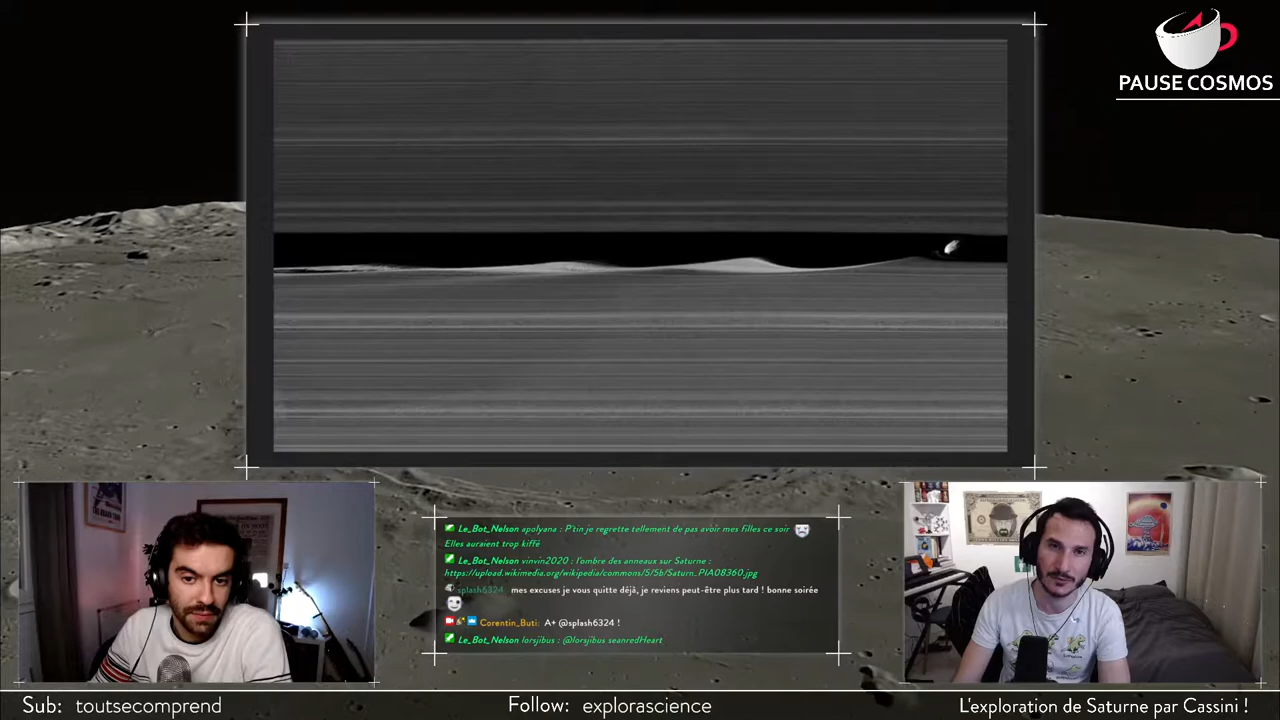 PAUSE COSMOS
Le_Bot_Nelson apolyana : P'tin je regrette tellement de pas avoir mes filles ce soir
Elles auraient trop kiffé
Le_Bot_Nelson vinvin2020 : l'ombre des anneaux sur Saturne :
https://upload.wikimedia.org/wikipedia/commons/5/5b/Saturn_PIA08360.jpg
splash6324 mes excuses je vous quitte déjà, je reviens peut-être plus tard ! bonne soirée
Corentin_Buti: A+ @splash6324 !
Le_Bot_Nelson lorsjibus : @lorsjibus seanredHeart
Sub: toutsecomprend
Follow: explorascience
L'exploration de Saturne par Cassini !